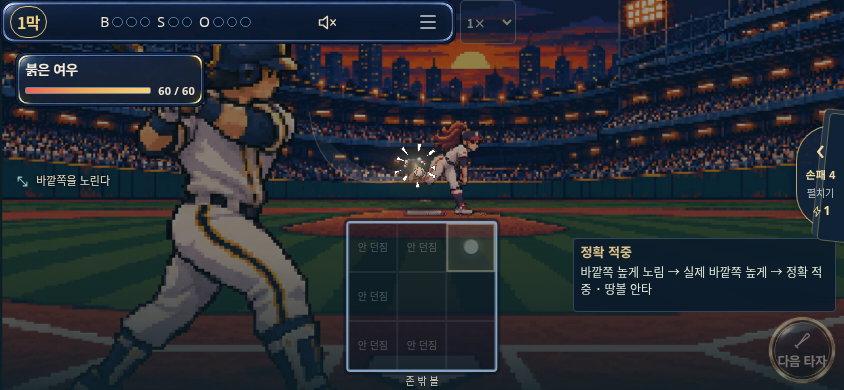 1막
B○○○ S○○ O○○○
1×
붉은 여우
60 / 60
바깥쪽을 노린다
손패 4
펼치기
1
안 던짐 안 던짐
안 던짐
안 던짐 안 던짐
존 밖 볼
정확 적중
바깥쪽 높게 노림 → 실제 바깥쪽 높게 → 정확 적
중 · 땅볼 안타
다음 타자